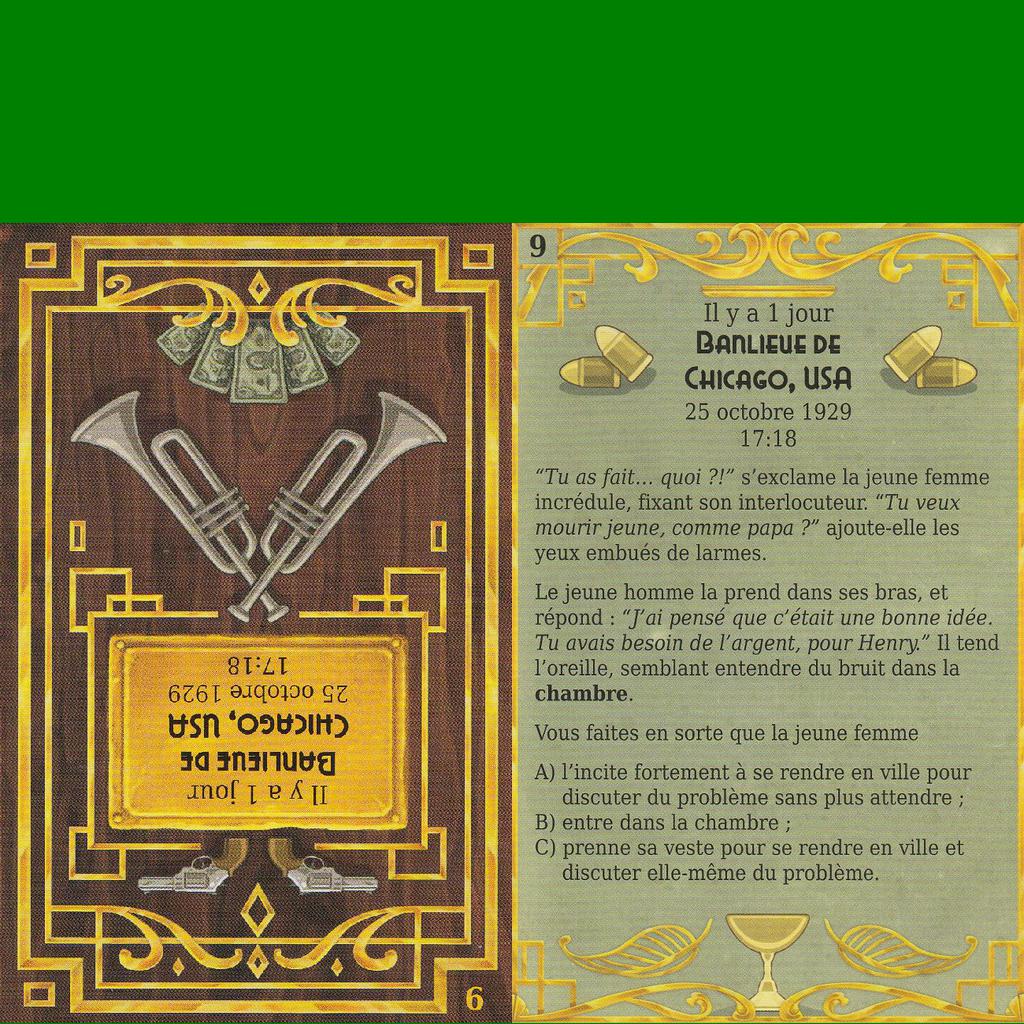 17:18
25 octobre 1929
CHICAGO, USA
BANLIEUE DE
Il y a 1 jour
9
9
Il y a 1 jour
BANLIEUE DE
CHICAGO, USA
25 octobre 1929
17:18
“Tu as fait... quoi ?!” s’exclame la jeune femme
incrédule, fixant son interlocuteur. “Tu veux
mourir jeune, comme papa ?” ajoute-elle les
yeux embués de larmes.
Le jeune homme la prend dans ses bras, et
répond : “J’ai pensé que c’était une bonne idée.
Tu avais besoin de l’argent, pour Henry.” Il tend
l’oreille, semblant entendre du bruit dans la
chambre.
Vous faites en sorte que la jeune femme
A) l’incite fortement à se rendre en ville pour
discuter du problème sans plus attendre ;
B) entre dans la chambre ;
C) prenne sa veste pour se rendre en ville et
discuter elle-même du problème.